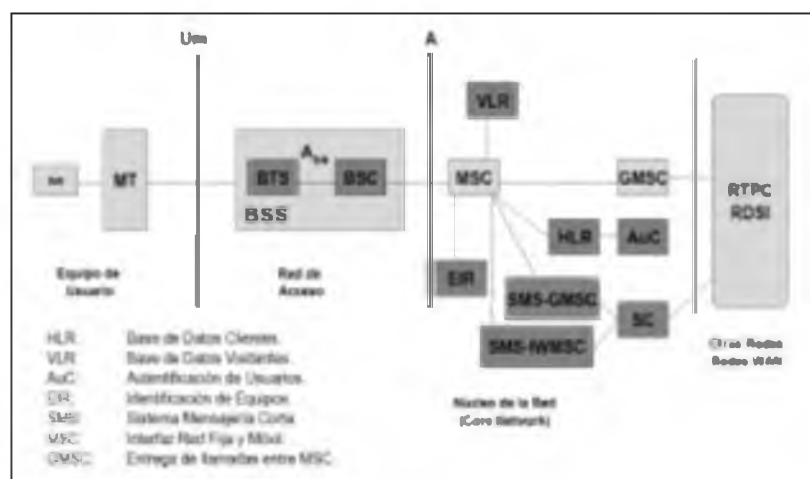 Um
A
VLR
MT
BTS
A
BSC
BSS
MSC
GMSC
RTPC
RDSI
HLR
AuC
EIR
SMS-GMSC
SC
SMS-IWMSC
Equipo de
Usuario
Red de
Acceso
Núcleo de la Red
(Core Network)
Otras Redes
Redes
HLR Base de Datos Clientes.
VLR Base de Datos Visitantes.
AuC Autentificación de Usuarios.
EIR Identificación de Equipos.
SMS Sistema Mensajería Corta.
MSC Interfaz Red Fija y Móvil.
GMSC Entrega de llamadas entre MSC.